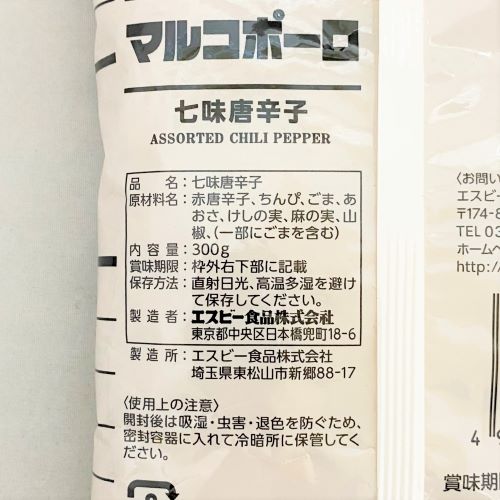 マルコポーロ
七味唐辛子
ASSORTED CHILI PEPPER
品　　名：七味唐辛子
原材料名：赤唐辛子、ちんぴ、ごま、あ
おさ、けしの実、麻の実、山
椒、(一部にごまを含む)
内 容 量：300g
賞味期限：枠外右下部に記載
保存方法：直射日光、高温多湿を避け
て保存してください。
製 造 者：エスビー食品株式会社
東京都中央区日本橋兜町18-6
製 造 所：エスビー食品株式会社
埼玉県東松山市新郷88-17
〈使用上の注意〉
開封後は吸湿・虫害・退色を防ぐため、
密封容器に入れて冷暗所に保管してく
ださい。
〈お問い
エスビー
〒174-8
TEL 03
ホームペ
http:/
4
賞味期